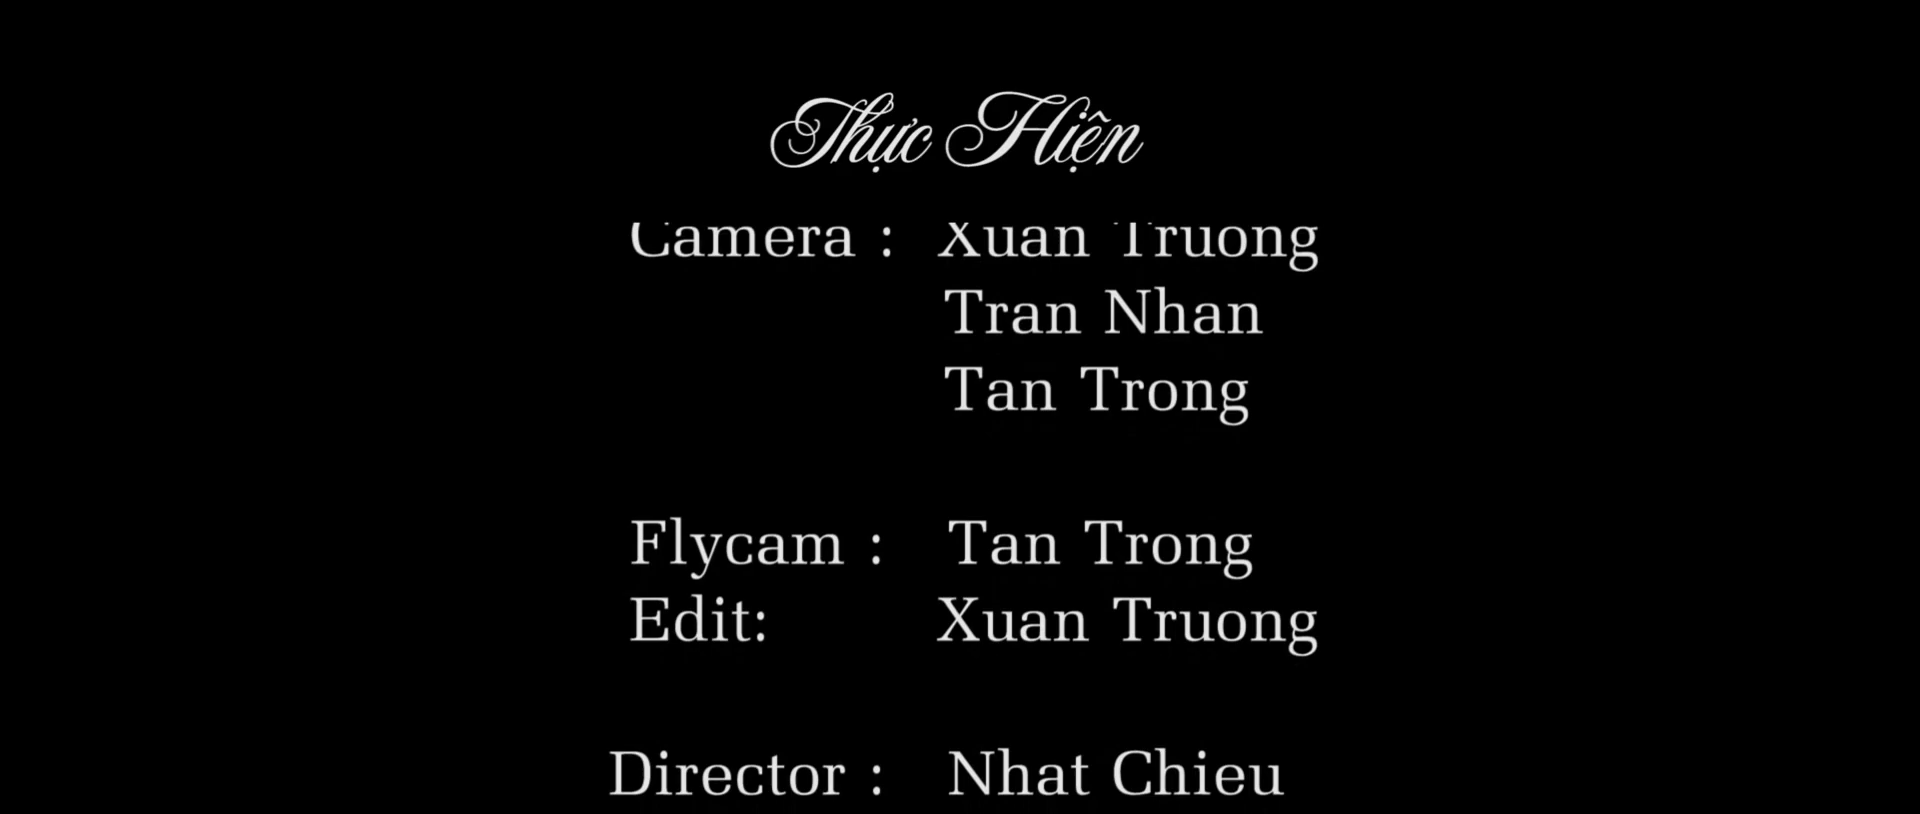 Thực Hiện
Camera : Xuan Truong
Tran Nhan
Tan Trong
Flycam : Tan Trong
Edit: Xuan Truong
Director : Nhat Chieu